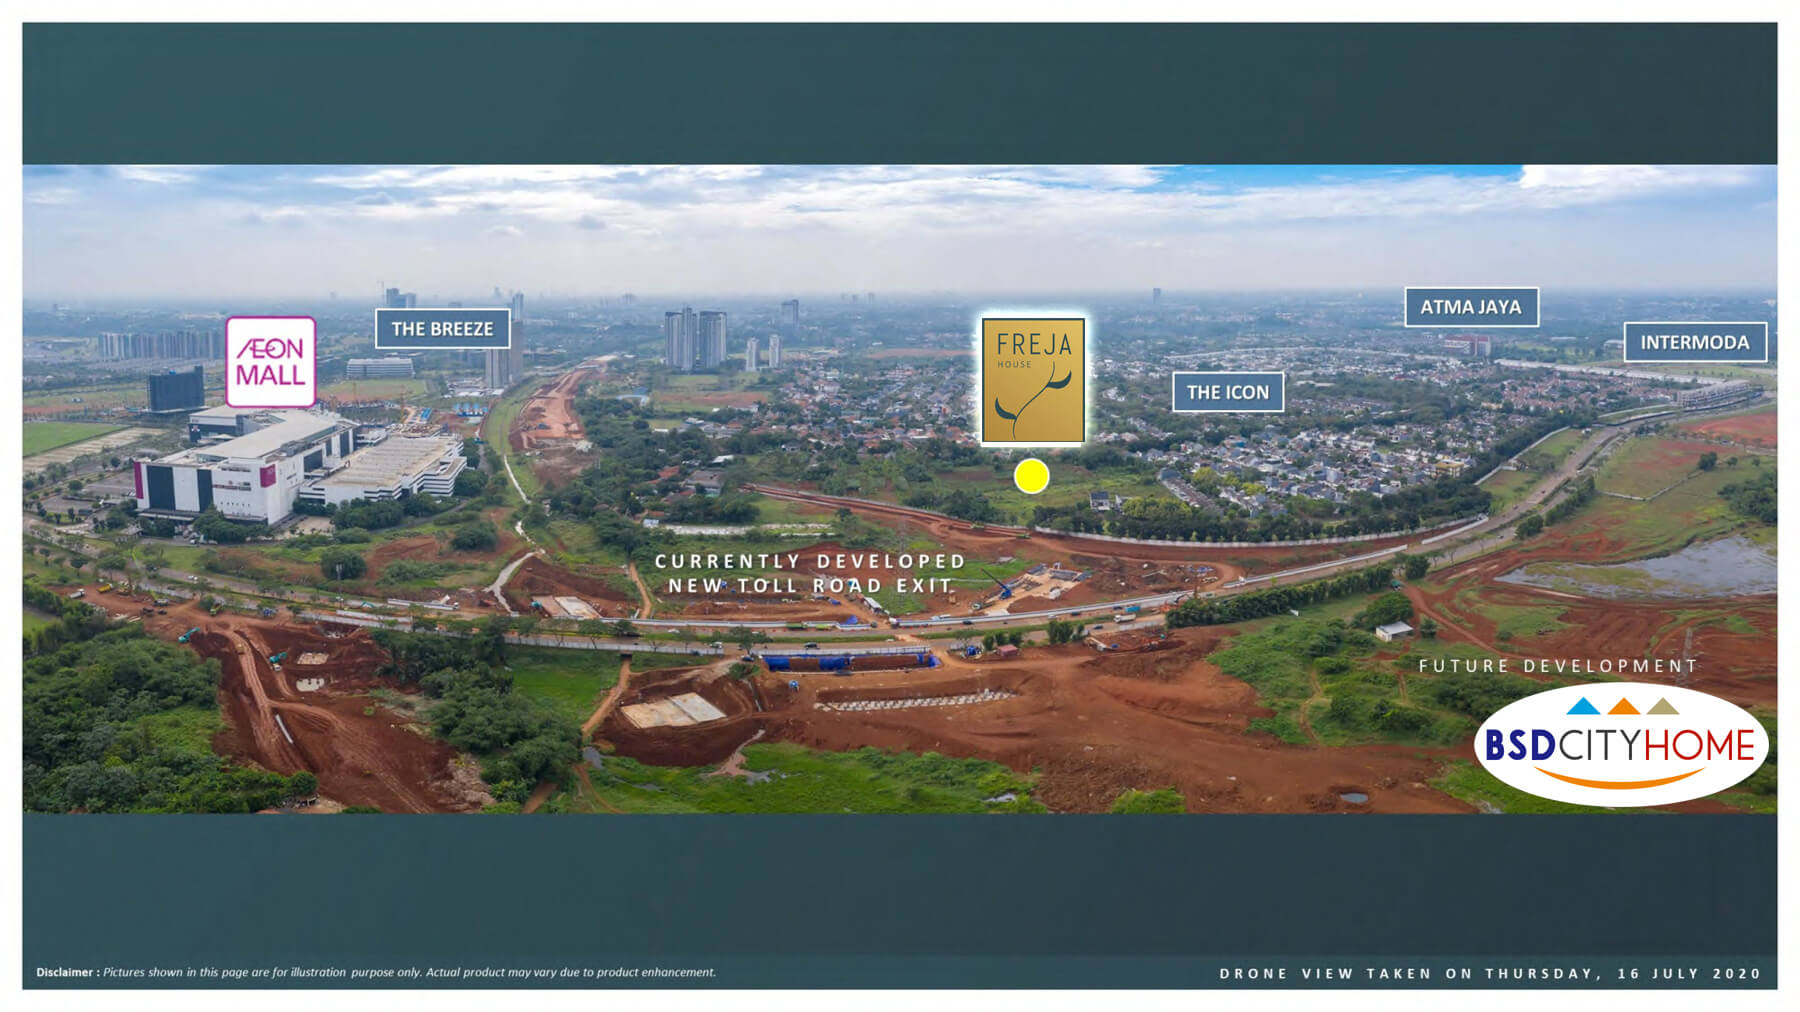 ATMA JAYA
THE BREEZE
INTERMODA
FREJA
HOUSE
ÆON
MALL
THE ICON
CURRENTLY DEVELOPED
NEW TOLL ROAD EXIT
FUTURE DEVELOPMENT
BSDCITYHOME
Disclaimer : Pictures shown in this page are for illustration purpose only. Actual product may vary due to product enhancement.
DRONE VIEW TAKEN ON THURSDAY, 16 JULY 2020